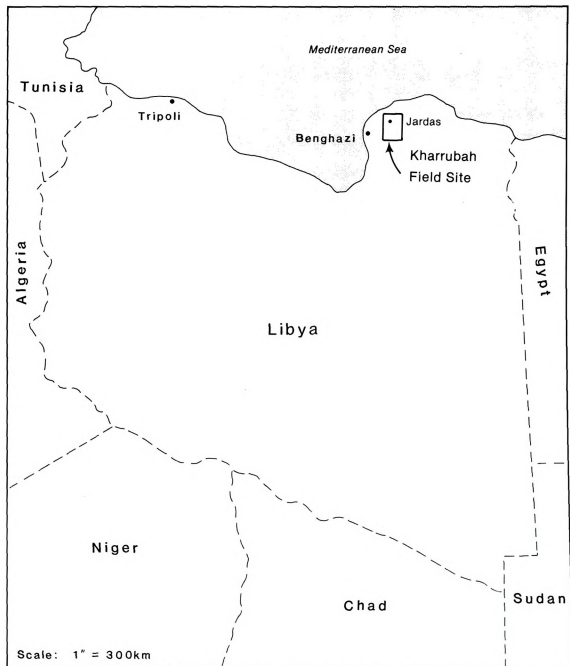 Mediterranean Sea
Tunisia
Tripoli
Jardas
Benghazi
Kharrubah
Field Site
Algeria
Egypt
Libya
Niger
Chad
Sudan
Scale: 1" = 300km